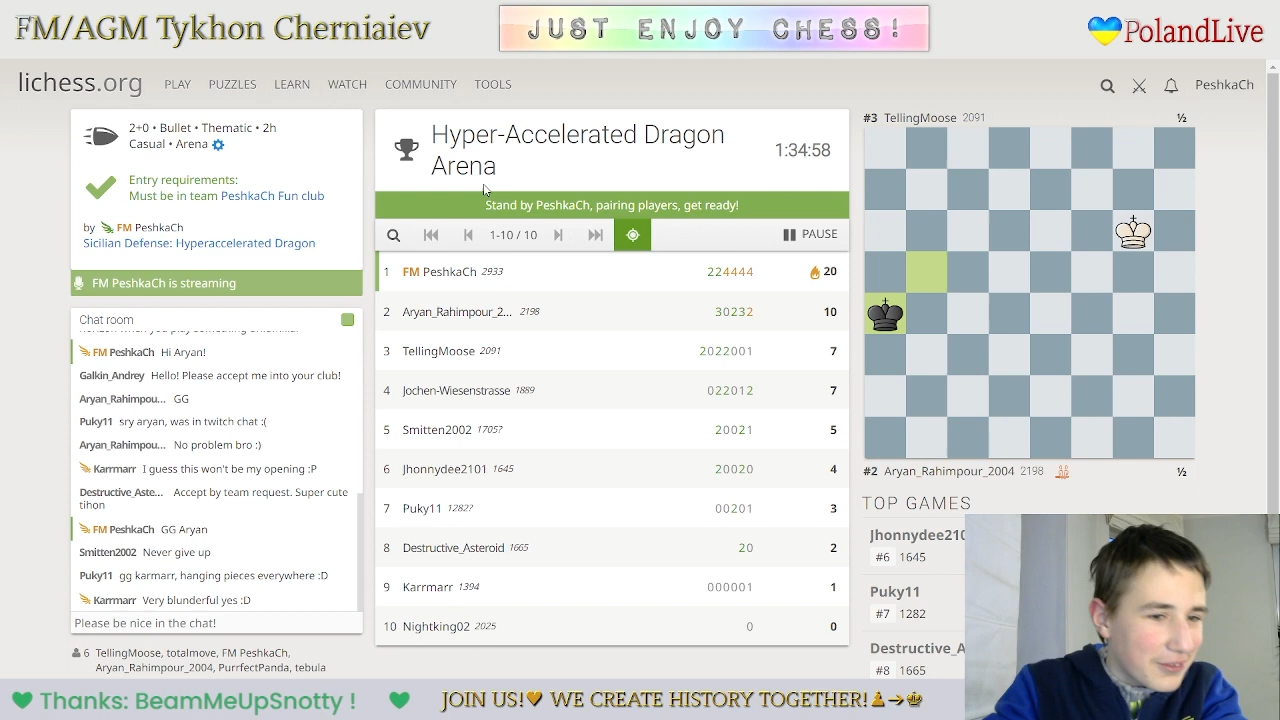 FM/AGM Tykhon Cherniaiev
JUST ENJOY CHESS!
PolandLive
lichess.org
PLAY PUZZLES LEARN WATCH COMMUNITY TOOLS
PeshkaCh
2+0 • Bullet • Thematic • 2h
Casual • Arena
Entry requirements:
Must be in team PeshkaCh Fun club
by FM PeshkaCh
Sicilian Defense: Hyperaccelerated Dragon
FM PeshkaCh is streaming
Chat room
FM PeshkaCh Hi Aryan!
Galkin_Andrey Hello! Please accept me into your club!
Aryan_Rahimpou... GG
Puky11 sry aryan, was in twitch chat :(
Aryan_Rahimpou... No problem bro :)
Karrmarr I guess this won't be my opening :P
Destructive_Aste... Accept by team request. Super cute
tihon
FM PeshkaCh GG Aryan
Smitten2002 Never give up
Puky11 gg karmarr, hanging pieces everywhere :D
Karrmarr Very blunderful yes :D
Please be nice in the chat!
6 TellingMoose, totalmove, FM PeshkaCh,
Aryan_Rahimpour_2004, PurrfectPanda, tebula
Hyper-Accelerated Dragon
Arena
1:34:58
Stand by PeshkaCh, pairing players, get ready!
1-10 / 10
PAUSE
1 FM PeshkaCh 2933 224444 20
2 Aryan_Rahimpour_2... 2198 30232 10
3 TellingMoose 2091 2022001 7
4 Jochen-Wiesenstrasse 1889 022012 7
5 Smitten2002 1705? 20021 5
6 Jhonnydee2101 1645 20020 4
7 Puky11 1282? 00201 3
8 Destructive_Asteroid 1665 20 2
9 Karrmarr 1394 000001 1
10 Nightking02 2025 0 0
#3 TellingMoose 2091 ½
#2 Aryan_Rahimpour_2004 2198 ½
TOP GAMES
Jhonnydee210
#6 1645
Puky11
#7 1282
Destructive_A
#8 1665
Thanks: BeamMeUpSnotty !
JOIN US! WE CREATE HISTORY TOGETHER!